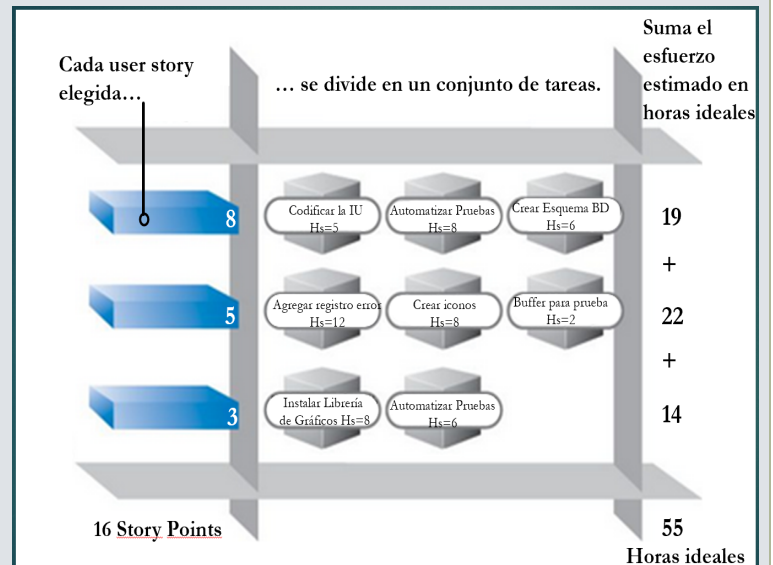 Cada user story
elegida…
… se divide en un conjunto de tareas.
Suma el
esfuerzo
estimado en
horas ideales
8
Codificar la IU
Hs=5
Automatizar Pruebas
Hs=8
Crear Esquema BD
Hs=6
19
+
5
Agregar registro error
Hs=12
Crear iconos
Hs=8
Buffer para prueba
Hs=2
22
+
3
Instalar Librería
de Gráficos Hs=8
Automatizar Pruebas
Hs=6
14
16 Story Points
55
Horas ideales